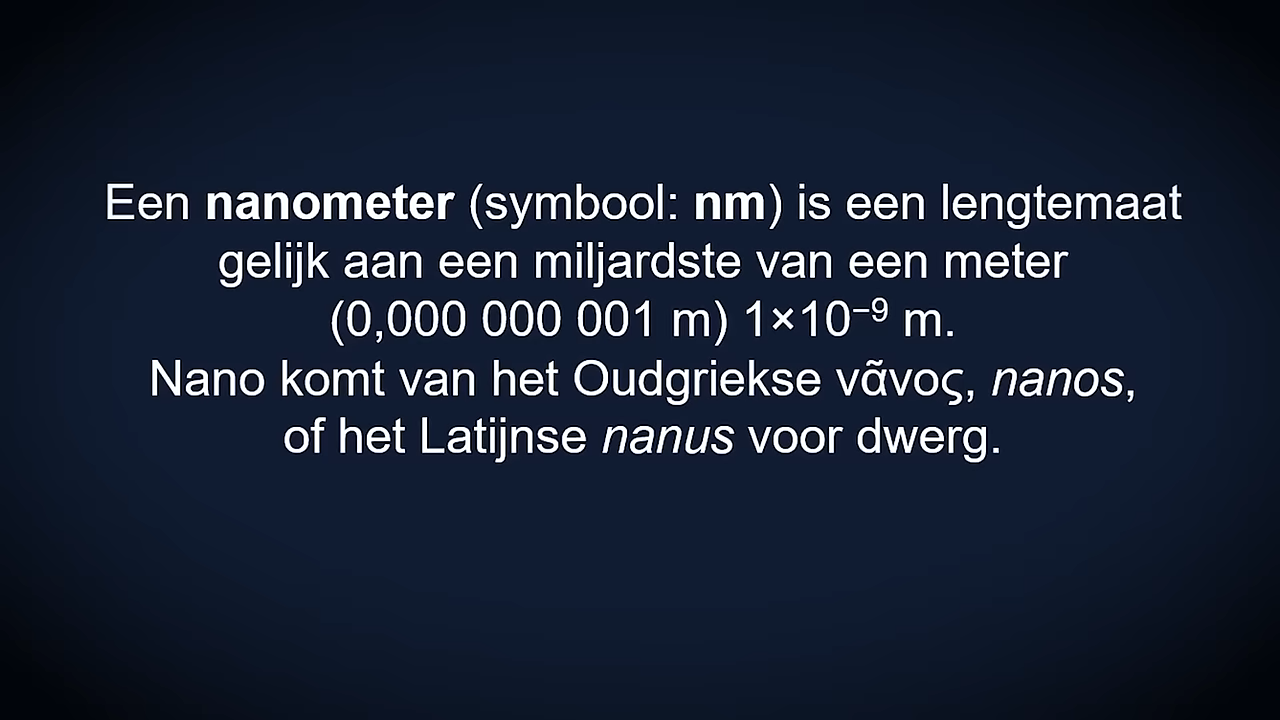 Een nanometer (symbool: nm) is een lengtemaat
gelijk aan een miljardste van een meter
(0,000 000 001 m) 1×10⁻⁹ m.
Nano komt van het Oudgriekse νᾶνος, nanos,
of het Latijnse nanus voor dwerg.